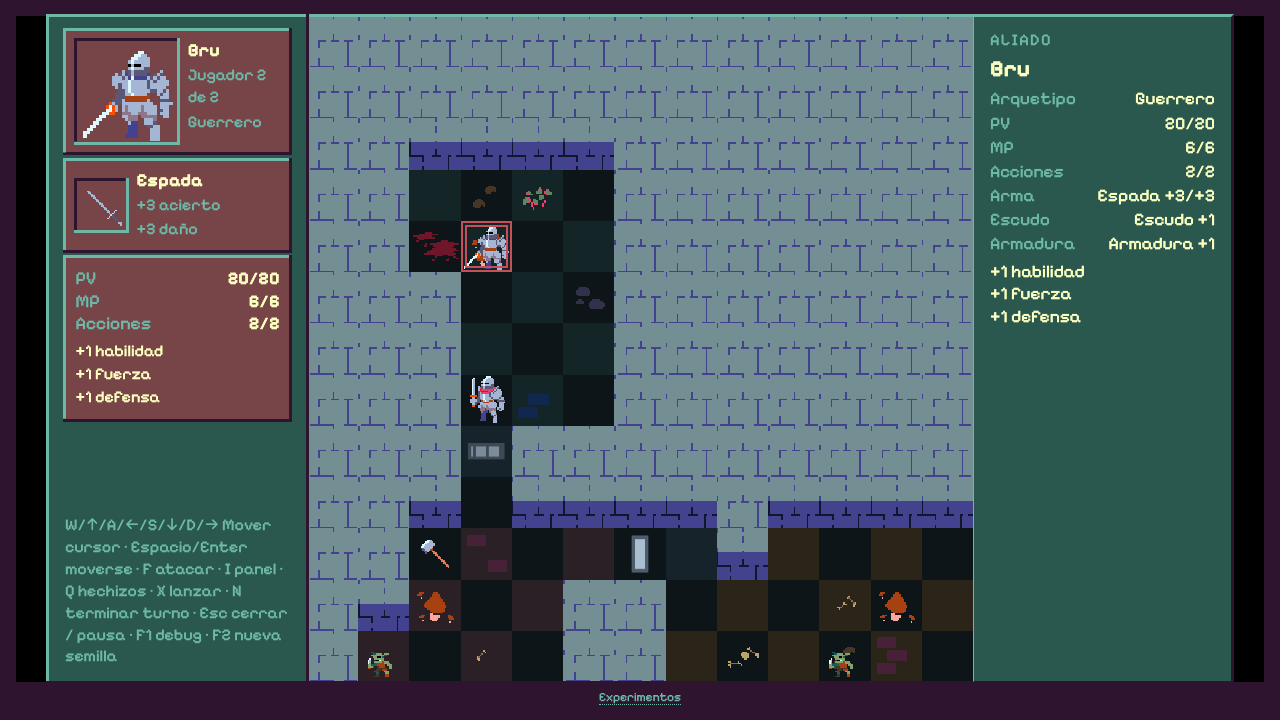 Gru
Jugador 2
de 2
Guerrero
Espada
+3 acierto
+3 daño
PV 20/20
MP 6/6
Acciones 2/2
+1 habilidad
+1 fuerza
+1 defensa
W/↑/A/←/S/↓/D/→ Mover
cursor · Espacio/Enter
moverse · F atacar · I panel ·
Q hechizos · X lanzar · N
terminar turno · Esc cerrar
/ pausa · F1 debug · F2 nueva
semilla
ALIADO
Gru
Arquetipo Guerrero
PV 20/20
MP 6/6
Acciones 2/2
Arma Espada +3/+3
Escudo Escudo +1
Armadura Armadura +1
+1 habilidad
+1 fuerza
+1 defensa
Experimentos